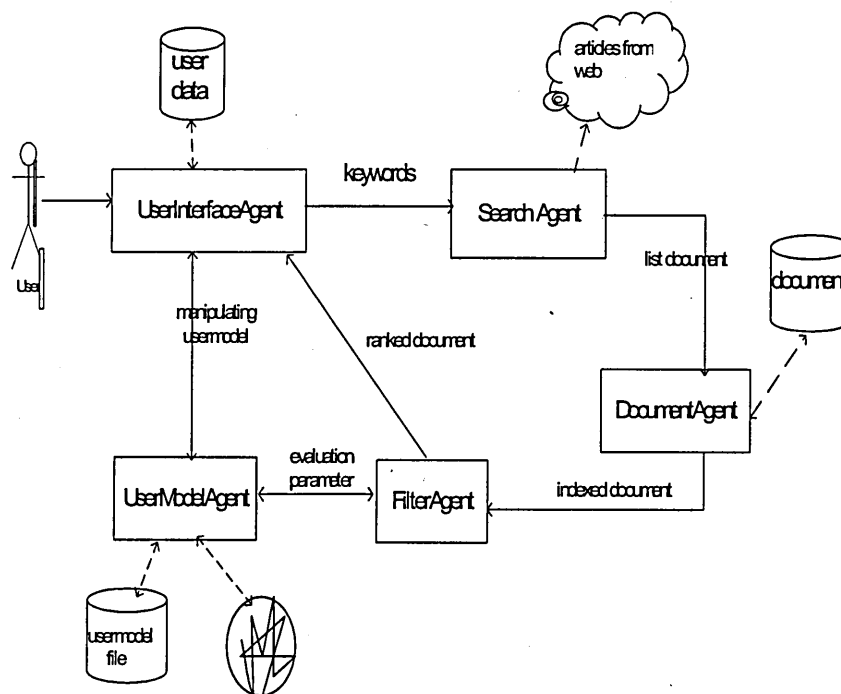 user
data
articles from
web
UserInterfaceAgent
keywords
Search Agent
User
list document
document
manipulating
usermodel
ranked document
DocumentAgent
evaluation
parameter
UserModelAgent
FilterAgent
indexed document
usermodel
file